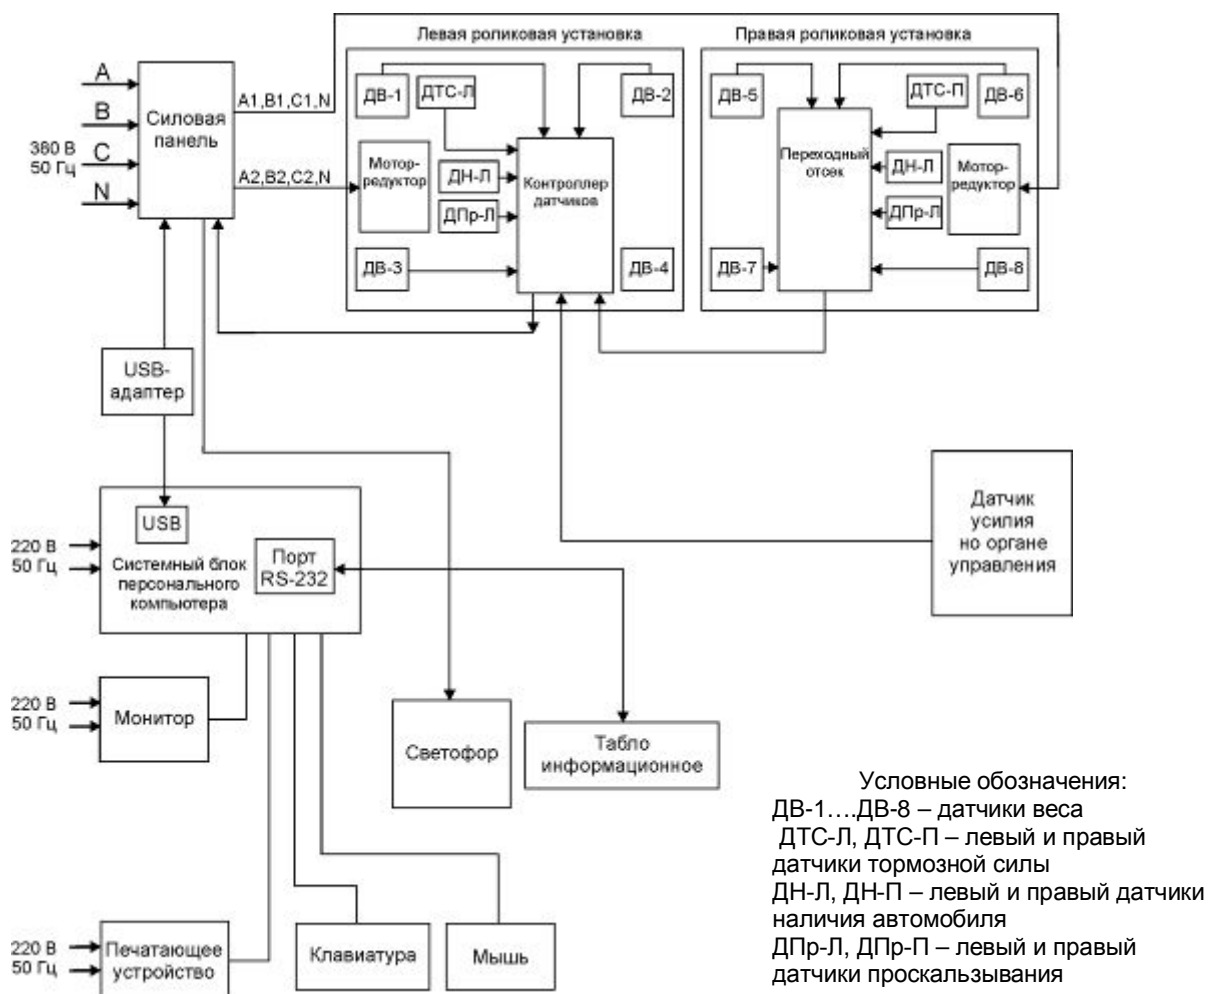 Левая роликовая установка
Правая роликовая установка
A
B
C
N
380 В
50 Гц
Силовая
панель
A1,B1,C1,N
A2,B2,C2,N
ДВ-1
ДТС-Л
ДВ-2
Мотор-
редуктор
ДН-Л
ДПр-Л
Контроллер
датчиков
ДВ-3
ДВ-4
ДВ-5
ДТС-П
ДВ-6
Переходный
отсек
ДН-Л
ДПр-Л
Мотор-
редуктор
ДВ-7
ДВ-8
USB-
адаптер
USB
220 В
50 Гц
Системный блок
персонального
компьютера
Порт
RS-232
Датчик
усилия
но органе
управления
220 В
50 Гц
Монитор
Светофор
Табло
информационное
220 В
50 Гц
Печатающее
устройство
Клавиатура
Мышь
Условные обозначения:
ДВ-1….ДВ-8 – датчики веса
ДТС-Л, ДТС-П – левый и правый
датчики тормозной силы
ДН-Л, ДН-П – левый и правый датчики
наличия автомобиля
ДПр-Л, ДПр-П – левый и правый
датчики проскальзывания